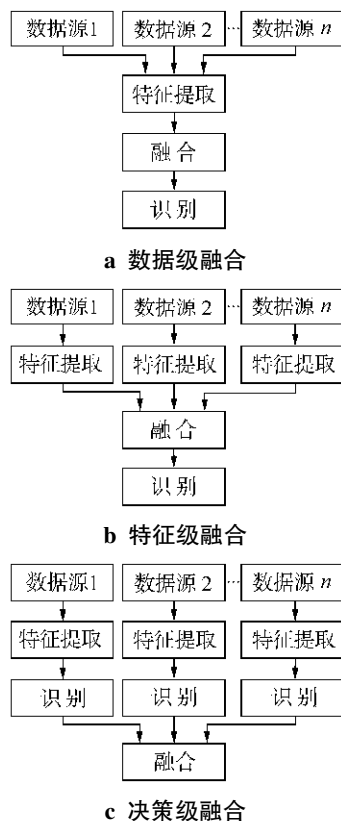 数据源1 数据源 2 ··· 数据源 n
特征提取
融 合
识 别
a 数据级融合
数据源1 数据源 2 ··· 数据源 n
特征提取 特征提取 特征提取
融 合
识 别
b 特征级融合
数据源1 数据源 2 ··· 数据源 n
特征提取 特征提取 特征提取
识 别 识 别 识 别
融 合
c 决策级融合